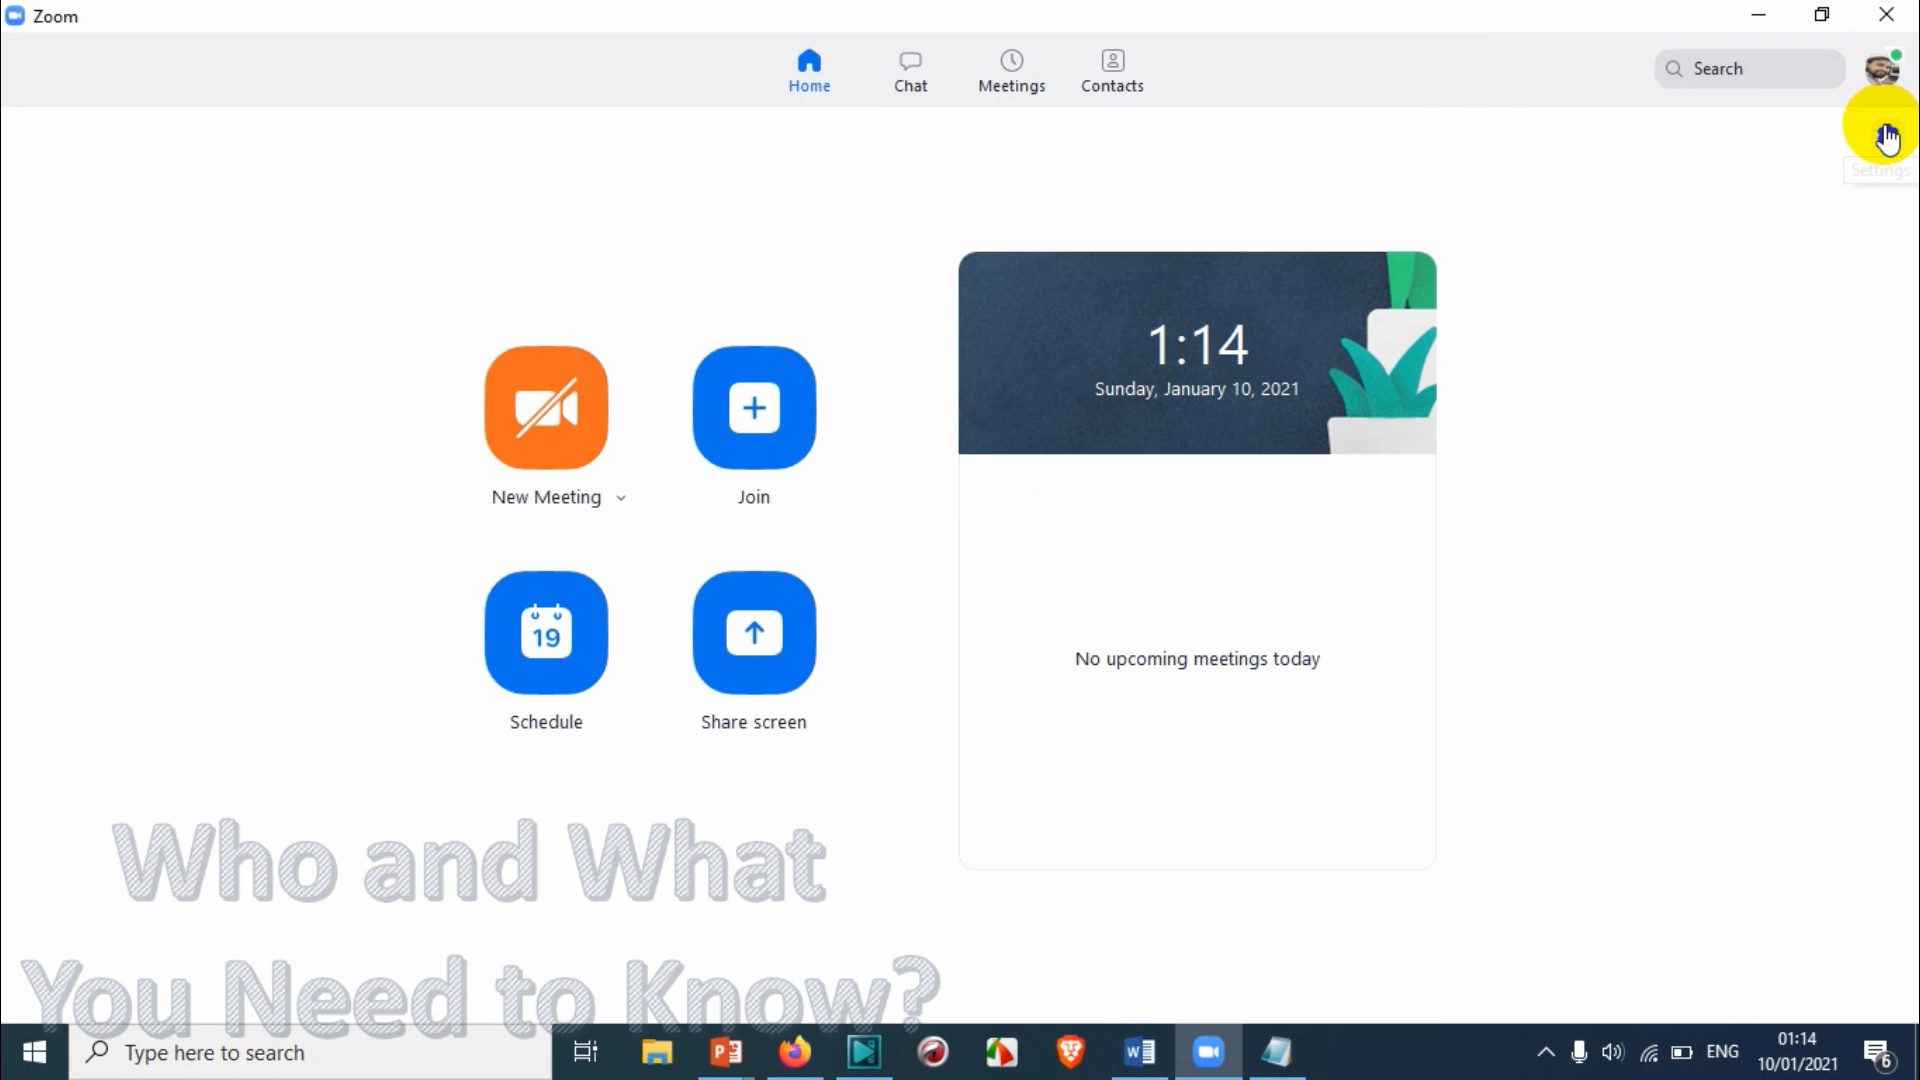 Zoom
Home
Chat
Meetings
Contacts
Search
Settings
1:14
Sunday, January 10, 2021
New Meeting
Join
19
Schedule
Share screen
No upcoming meetings today
Who and What
You Need to Know?
Type here to search
ENG
01:14
10/01/2021
6